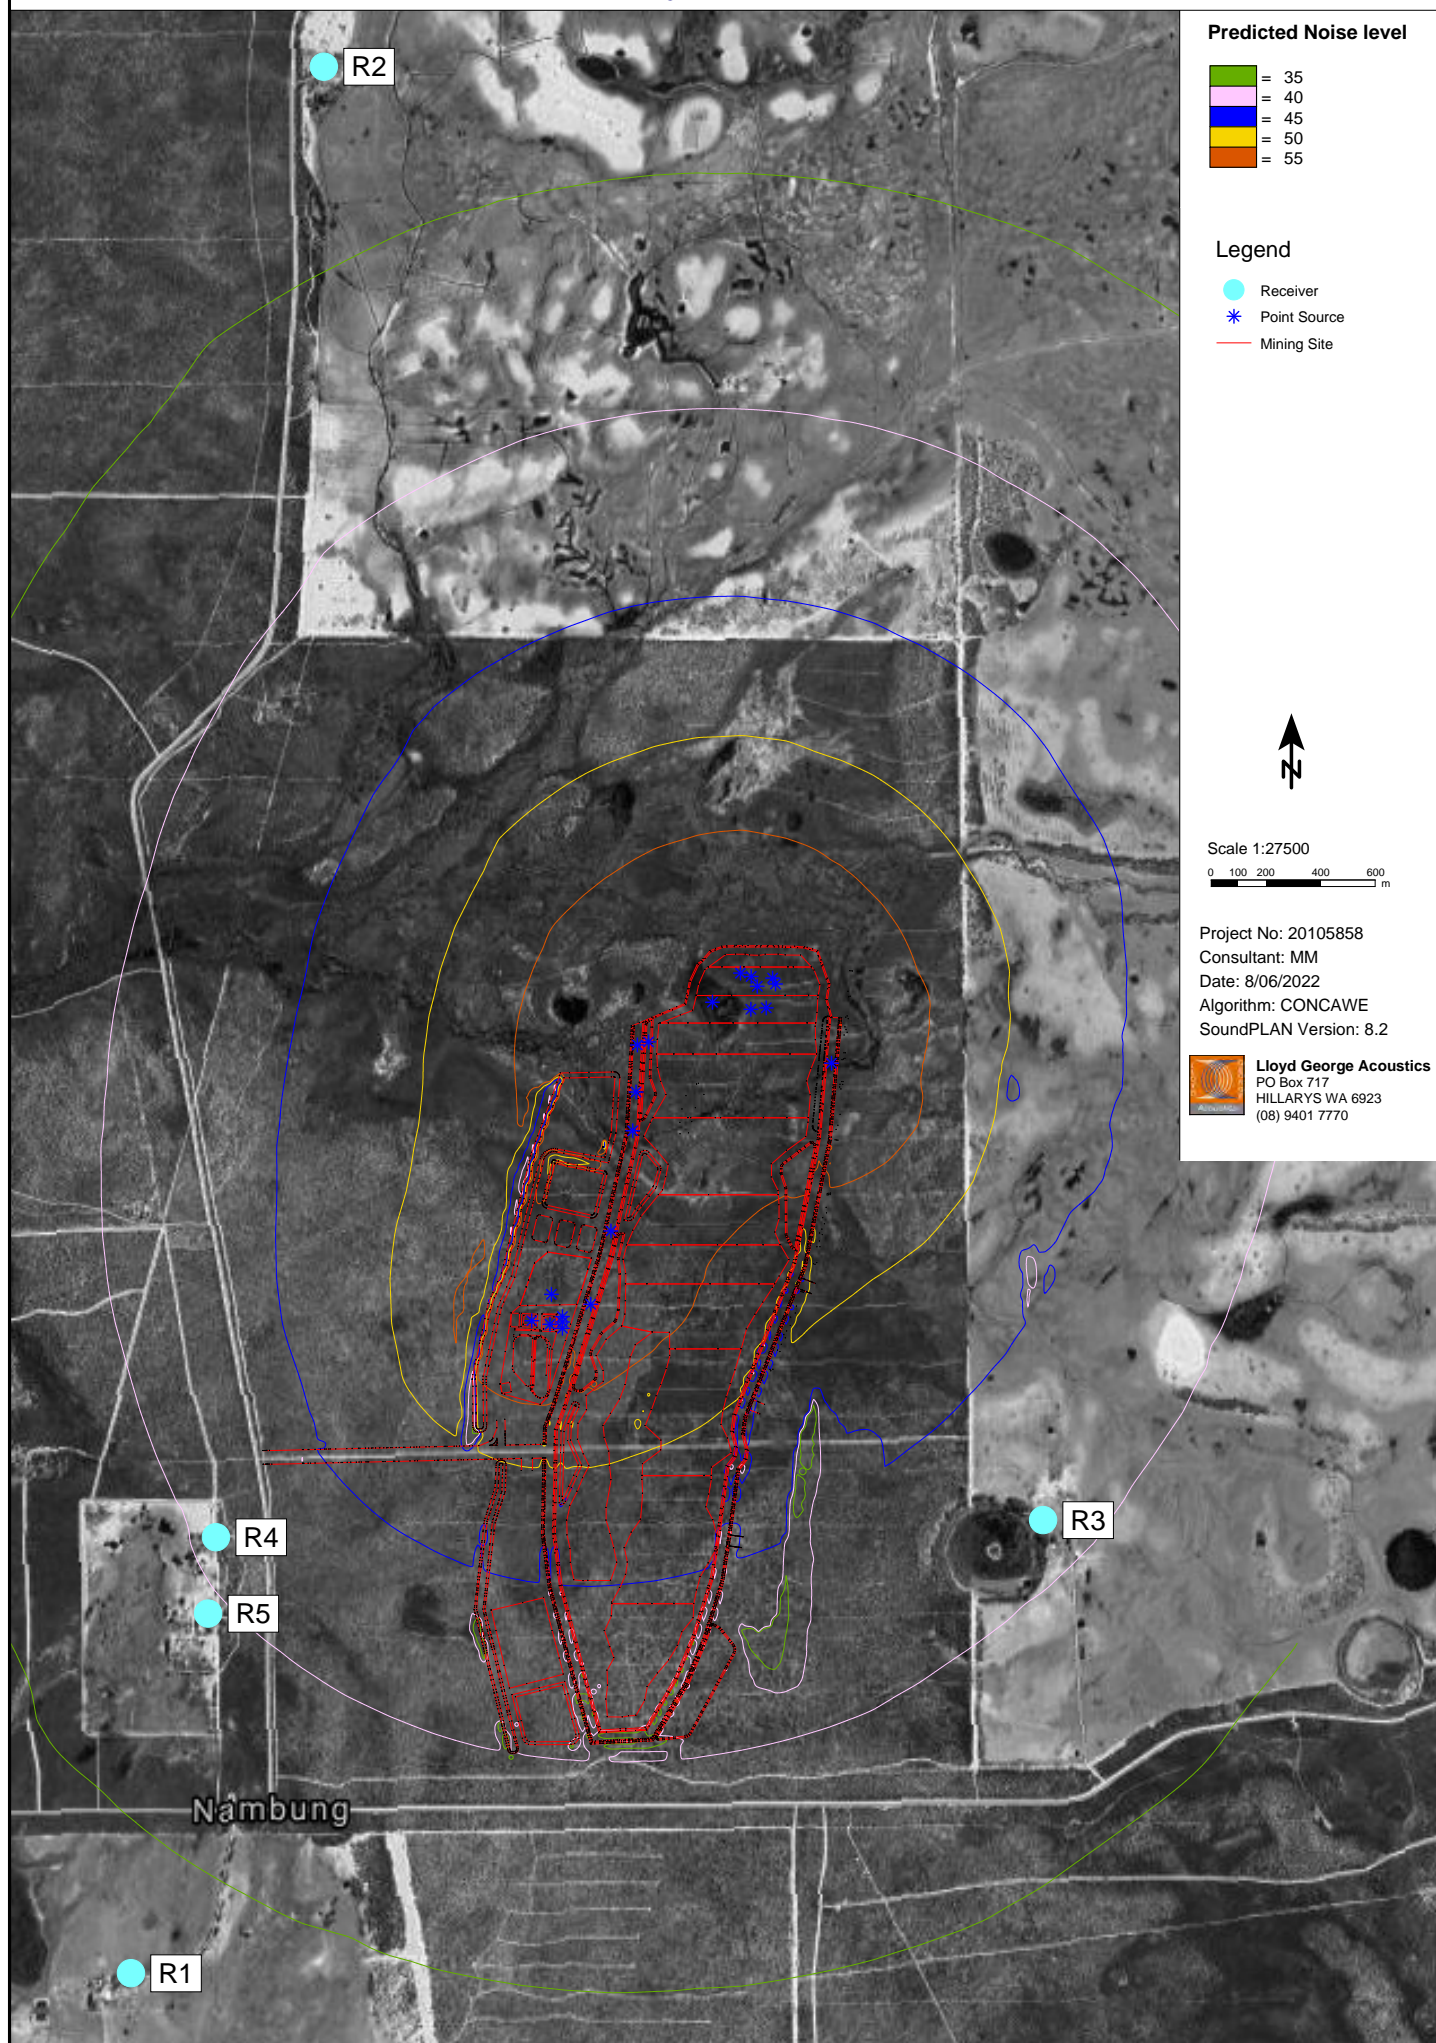 R2
Predicted Noise level
= 35
= 40
= 45
= 50
= 55
Legend
Receiver
Point Source
Mining Site
N
Scale 1:27500
0 100 200 400 600
m
Project No: 20105858
Consultant: MM
Date: 8/06/2022
Algorithm: CONCAWE
SoundPLAN Version: 8.2
Lloyd George Acoustics
PO Box 717
HILLARYS WA 6923
(08) 9401 7770
R3
R4
R5
Nambung
R1